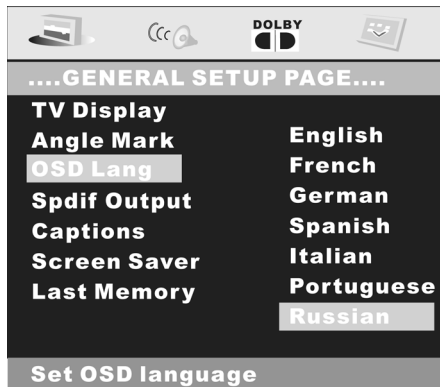 DOLBY
....GENERAL SETUP PAGE....
TV Display
Angle Mark
OSD Lang
Spdif Output
Captions
Screen Saver
Last Memory
English
French
German
Spanish
Italian
Portuguese
Russian
Set OSD language